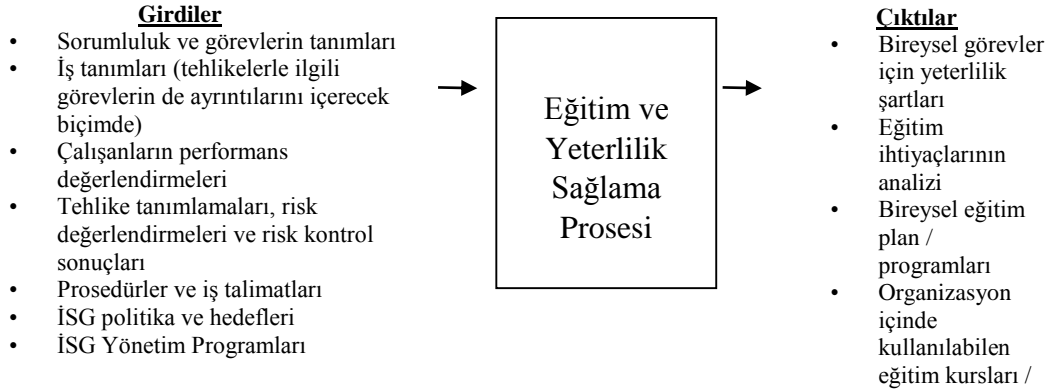 Girdiler
• Sorumluluk ve görevlerin tanımları
• İş tanımları (tehlikelerle ilgili
görevlerin de ayrıntılarını içerecek
biçimde)
• Çalışanların performans
değerlendirmeleri
• Tehlike tanımlamaları, risk
değerlendirmeleri ve risk kontrol
sonuçları
• Prosedürler ve iş talimatları
• İSG politika ve hedefleri
• İSG Yönetim Programları
Eğitim ve
Yeterlilik
Sağlama
Prosesi
Çıktılar
• Bireysel görevler
için yeterlilik
şartları
• Eğitim
ihtiyaçlarının
analizi
• Bireysel eğitim
plan /
programları
• Organizasyon
içinde
kullanılabilen
eğitim kursları /